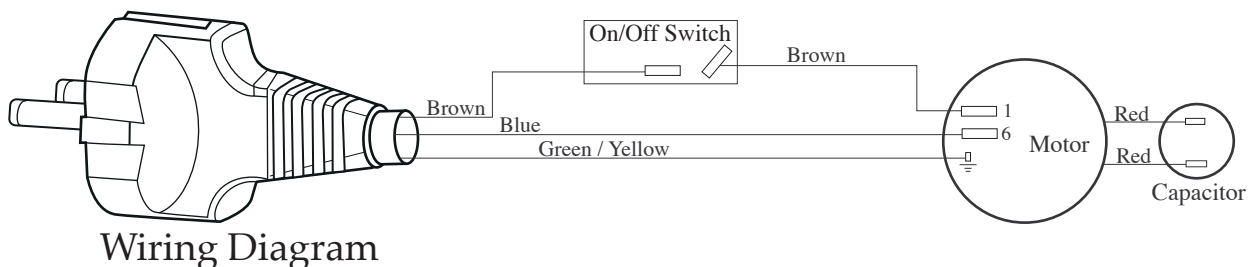 On/Off Switch
Brown
Brown
Blue
Green / Yellow
1
6
Motor
Red
Red
Capacitor
Wiring Diagram